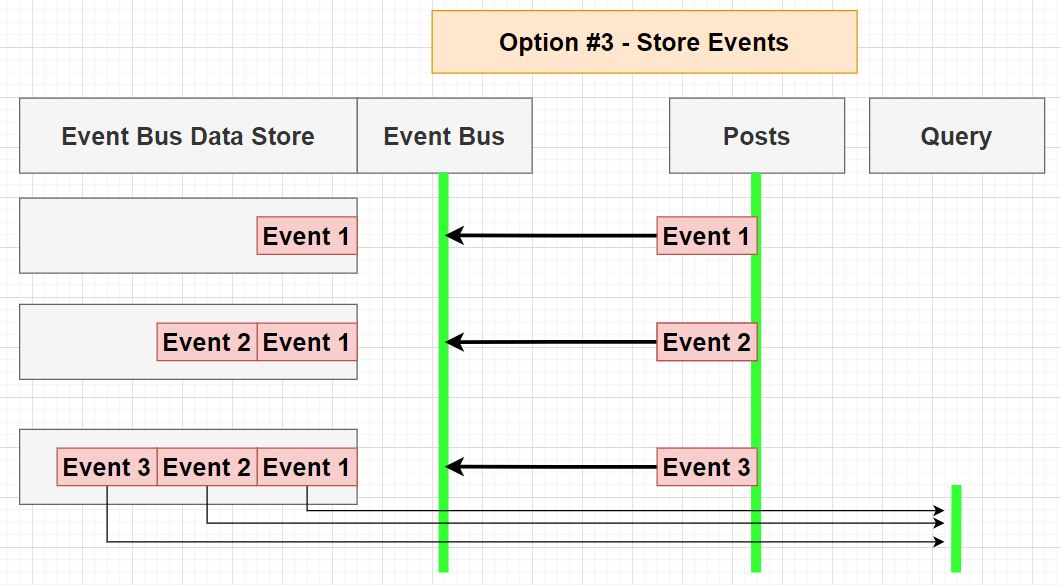 Option #3 - Store Events
Event Bus Data Store
Event Bus
Posts
Query
Event 1
Event 1
Event 2
Event 1
Event 2
Event 3
Event 2
Event 1
Event 3